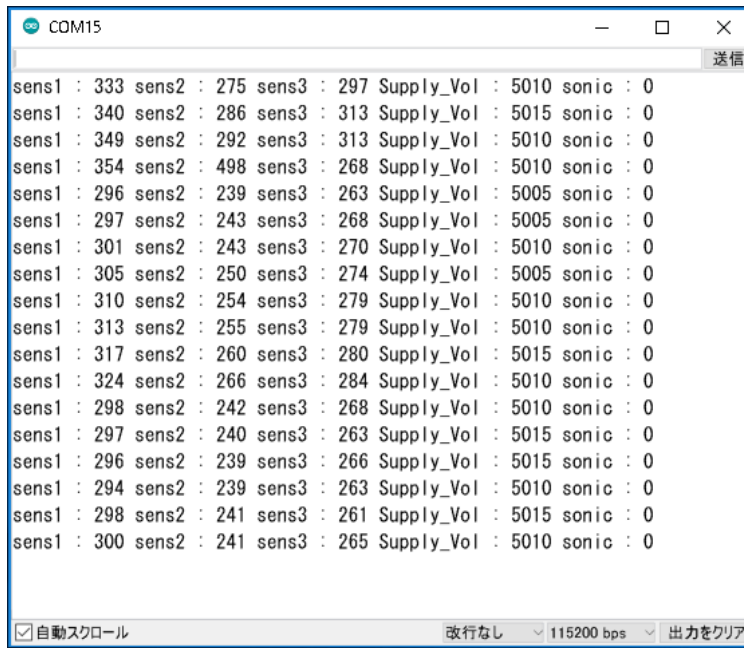 COM15
送信
sens1 : 333 sens2 : 275 sens3 : 297 Supply_Vol : 5010 sonic : 0
sens1 : 340 sens2 : 286 sens3 : 313 Supply_Vol : 5015 sonic : 0
sens1 : 349 sens2 : 292 sens3 : 313 Supply_Vol : 5010 sonic : 0
sens1 : 354 sens2 : 498 sens3 : 268 Supply_Vol : 5010 sonic : 0
sens1 : 296 sens2 : 239 sens3 : 263 Supply_Vol : 5005 sonic : 0
sens1 : 297 sens2 : 243 sens3 : 268 Supply_Vol : 5005 sonic : 0
sens1 : 301 sens2 : 243 sens3 : 270 Supply_Vol : 5010 sonic : 0
sens1 : 305 sens2 : 250 sens3 : 274 Supply_Vol : 5005 sonic : 0
sens1 : 310 sens2 : 254 sens3 : 279 Supply_Vol : 5010 sonic : 0
sens1 : 313 sens2 : 255 sens3 : 279 Supply_Vol : 5010 sonic : 0
sens1 : 317 sens2 : 260 sens3 : 280 Supply_Vol : 5015 sonic : 0
sens1 : 324 sens2 : 266 sens3 : 284 Supply_Vol : 5010 sonic : 0
sens1 : 298 sens2 : 242 sens3 : 268 Supply_Vol : 5010 sonic : 0
sens1 : 297 sens2 : 240 sens3 : 263 Supply_Vol : 5015 sonic : 0
sens1 : 296 sens2 : 239 sens3 : 266 Supply_Vol : 5015 sonic : 0
sens1 : 294 sens2 : 239 sens3 : 263 Supply_Vol : 5010 sonic : 0
sens1 : 298 sens2 : 241 sens3 : 261 Supply_Vol : 5015 sonic : 0
sens1 : 300 sens2 : 241 sens3 : 265 Supply_Vol : 5010 sonic : 0
自動スクロール 改行なし 115200 bps 出力をクリア